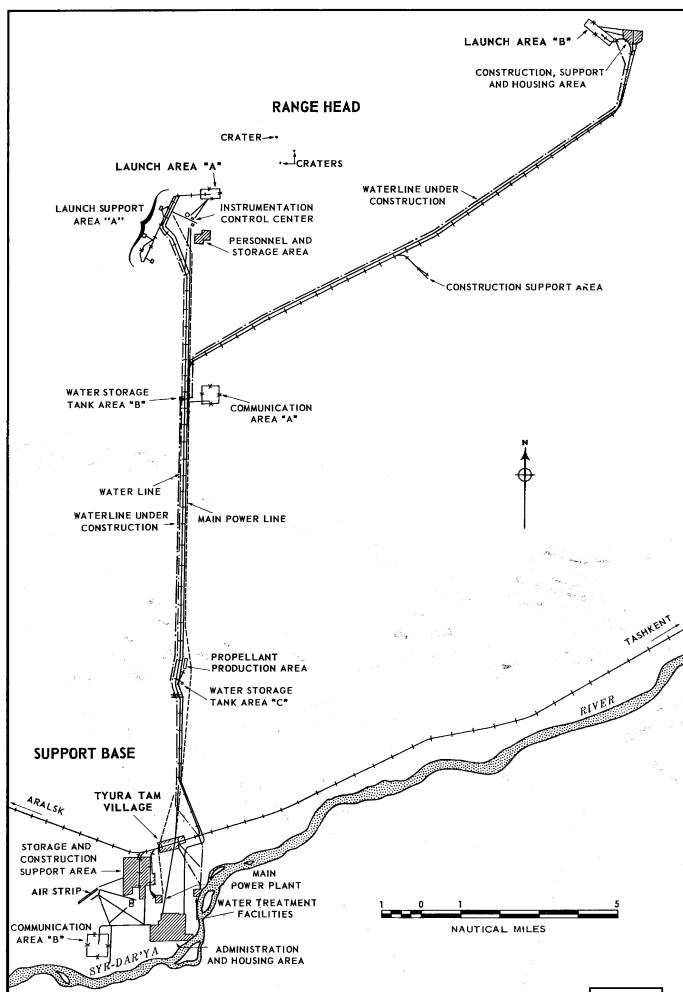 LAUNCH AREA "B"
CONSTRUCTION, SUPPORT
AND HOUSING AREA
RANGE HEAD
CRATER
CRATERS
LAUNCH AREA "A"
LAUNCH SUPPORT
AREA "A"
INSTRUMENTATION
CONTROL CENTER
PERSONNEL AND
STORAGE AREA
WATERLINE UNDER
CONSTRUCTION
CONSTRUCTION SUPPORT AREA
WATER STORAGE
TANK AREA "B"
COMMUNICATION
AREA "A"
N
WATER LINE
WATERLINE UNDER
CONSTRUCTION
MAIN POWER LINE
TASHKENT
PROPELLANT
PRODUCTION AREA
WATER STORAGE
TANK AREA "C"
RIVER
SUPPORT BASE
TYURA TAM
VILLAGE
ARALSK
STORAGE AND
CONSTRUCTION
SUPPORT AREA
AIR STRIP
MAIN
POWER PLANT
WATER TREATMENT
FACILITIES
COMMUNICATION
AREA "B"
SYR-DAR'YA
ADMINISTRATION
AND HOUSING AREA
1 0 1 5
NAUTICAL MILES